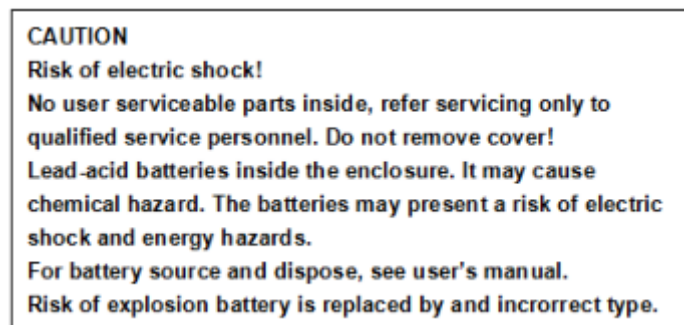 CAUTION
Risk of electric shock!
No user serviceable parts inside, refer servicing only to
qualified service personnel. Do not remove cover!
Lead-acid batteries inside the enclosure. It may cause
chemical hazard. The batteries may present a risk of electric
shock and energy hazards.
For battery source and dispose, see user's manual.
Risk of explosion battery is replaced by and incrorrect type.